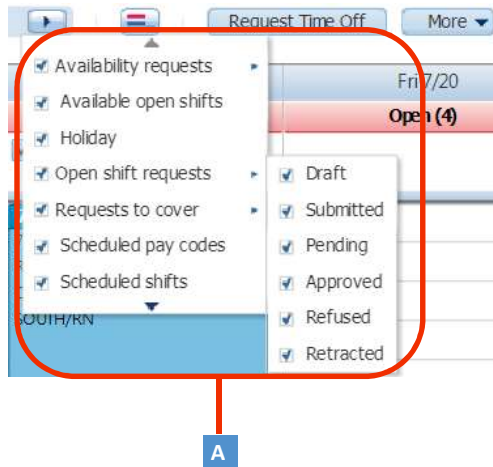 Request Time Off
More
Fri 7/20
Open (4)
Availability requests
Available open shifts
Holiday
Open shift requests
Requests to cover
Scheduled pay codes
Scheduled shifts
Draft
Submitted
Pending
Approved
Refused
Retracted
SOUTH/RN
A